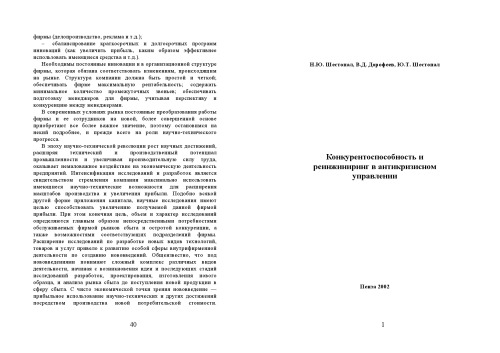 фирмы (делопроизводство, реклама и т.д.);
– сбалансирование краткосрочных и долгосрочных программ
инноваций (как увеличить прибыль, каким образом эффективнее
использовать имеющиеся средства и т.д.).
Необходимы постоянные инновации и в организационной структуре
фирмы, которая обязана соответствовать изменениям, происходящим
на рынке. Структура компании должна быть простой и чёткой;
обеспечивать фирме максимальную рентабельность; содержать
минимальное количество промежуточных звеньев; обеспечивать
подготовку менеджеров для фирмы, учитывая перспективу и
конкуренцию между менеджерами.
В современных условиях рынка постоянные преобразования работы
фирмы и ее сотрудников на новой, более совершенной основе
приобретают все более важное значение, поэтому остановимся на
некий подробнее, и прежде всего на роли научно-технического
прогресса.
В эпоху научно-технической революции рост научных достижений,
расширяя технический и производственный потенциал
промышленности и увеличивая производительную силу труда,
оказывает немаловажное воздействие на экономическую деятельность
предприятий. Интенсификация исследований и разработок является
свидетельством стремления компании максимально использовать
имеющиеся научно-технические возможности для расширения
масштабов производства и увеличения прибыли. Подобно всякой
другой форме приложения капитала, научные исследования имеют
целью способствовать увеличению получаемой данной фирмой
прибыли. При этом конечная цель, объем и характер исследований
определяются главным образом непосредственными потребностями
обслуживаемых фирмой рынков сбыта и остротой конкуренции, а
также возможностями соответствующих подразделений фирмы.
Расширение исследований по разработке новых видов технологий,
товаров и услуг привело к развитию особой сферы внутрифирменной
деятельности по созданию нововведений. Общеизвестно, что под
нововведениями понимают сложный комплекс различных видов
деятельности, начиная с возникновения идеи и последующих стадий
исследований разработок, проектирования, изготовления нового
образца, и анализа рынка сбыта до поступления новой продукции в
сферу сбыта. С чисто экономической точки зрения нововведение —
прибыльное использование научно-технических и других достижений
посредством производства новой потребительской стоимости.
40
Н.Ю. Шестопал, В.Д. Дорофеев, Ю.Т. Шестопал
Конкурентоспособность и
реинжиниринг в антикризисном
управлении
Пенза 2002
1